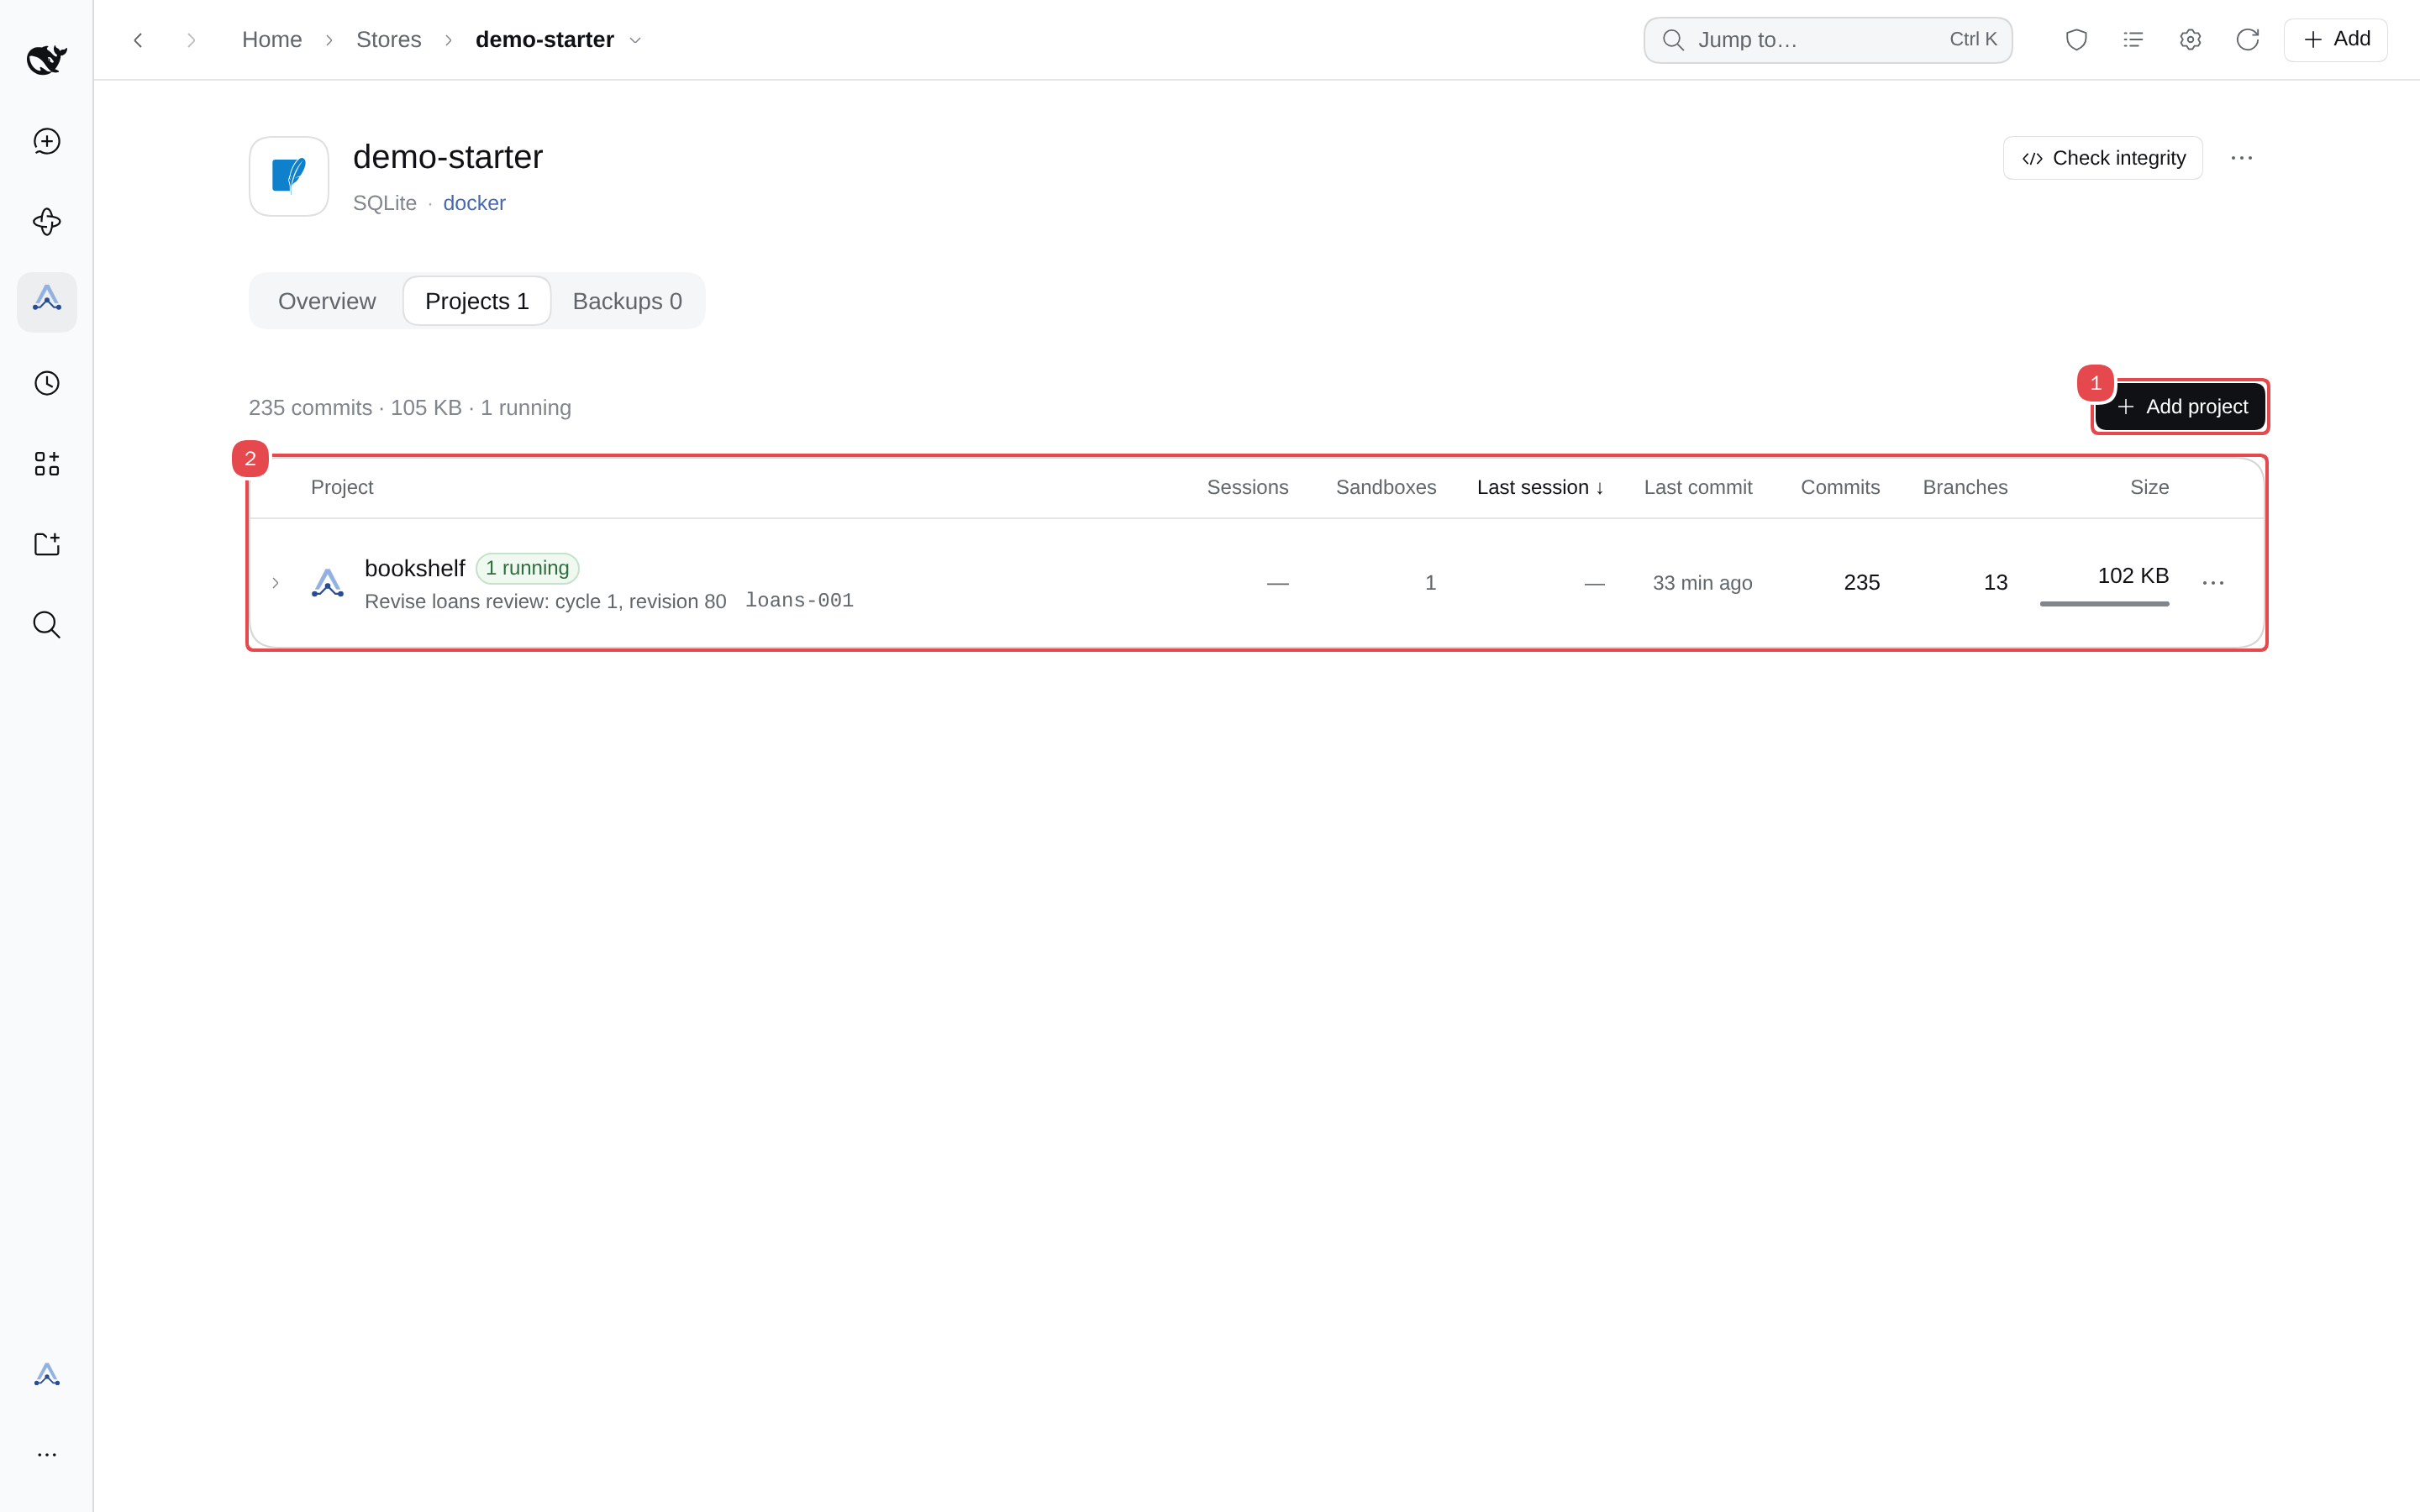 Home > Stores > demo-starter
Jump to… Ctrl K
Add
demo-starter
SQLite · docker
Check integrity
Overview Projects 1 Backups 0
235 commits · 105 KB · 1 running
1
Add project
2
Project Sessions Sandboxes Last session ↓ Last commit Commits Branches Size
bookshelf 1 running
Revise loans review: cycle 1, revision 80 loans-001
— 1 — 33 min ago 235 13 102 KB